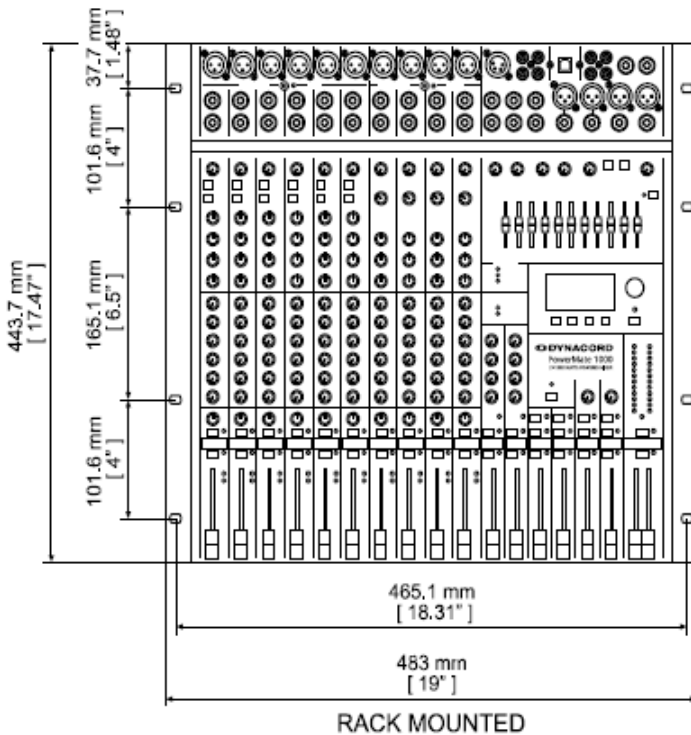 37.7 mm
[ 1.48" ]
101.6 mm
[ 4" ]
443.7 mm
[ 17.47" ]
165.1 mm
[ 6.5" ]
101.6 mm
[ 4" ]
DYNACORD
PowerMate 1000
465.1 mm
[ 18.31" ]
483 mm
[ 19" ]
RACK MOUNTED